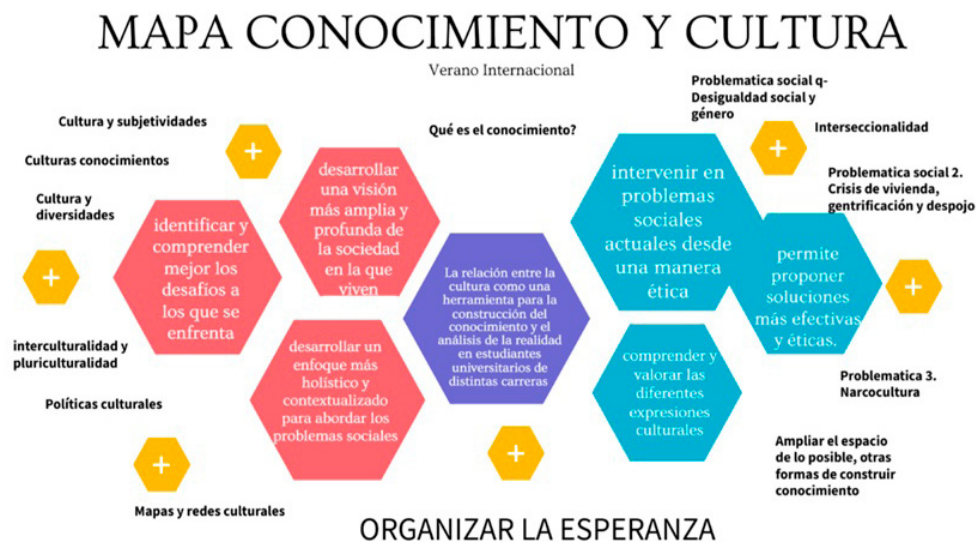 MAPA CONOCIMIENTO Y CULTURA
Verano Internacional
Cultura y subjetividades
Culturas conocimientos
Cultura y
diversidades
identificar y
comprender
mejor los
desafíos a
los que se
enfrenta
desarrollar
una visión
más amplia y
profunda de
la sociedad
en la que
viven
interculturalidad y
pluriculturalidad
Políticas culturales
desarrollar un
enfoque más
holístico y
contextualizado
para abordar los
problemas sociales
Mapas y redes culturales
Qué es el conocimiento?
La relación entre la
cultura como una
herramienta para la
construcción del
conocimiento y el
análisis de la realidad
en estudiantes
universitarios de
distintas carreras
Problematica social q-
Desigualdad social y
género
Interseccionalidad
intervenir en
problemas
sociales
actuales desde
una manera
ética
Problematica social 2.
Crisis de vivienda,
gentrificación y despojo
permite
proponer
soluciones
más efectivas
y éticas.
comprender y
valorar las
diferentes
expresiones
culturales
Problematica 3.
Narcocultura
Ampliar el espacio
de lo posible, otras
formas de construir
conocimiento
ORGANIZAR LA ESPERANZA